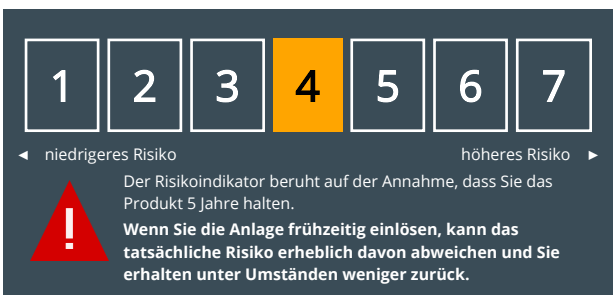 1 2 3 4 5 6 7
◄ niedrigeres Risiko höheres Risiko ►
Der Risikoindikator beruht auf der Annahme, dass Sie das
Produkt 5 Jahre halten.
!
Wenn Sie die Anlage frühzeitig einlösen, kann das
tatsächliche Risiko erheblich davon abweichen und Sie
erhalten unter Umständen weniger zurück.